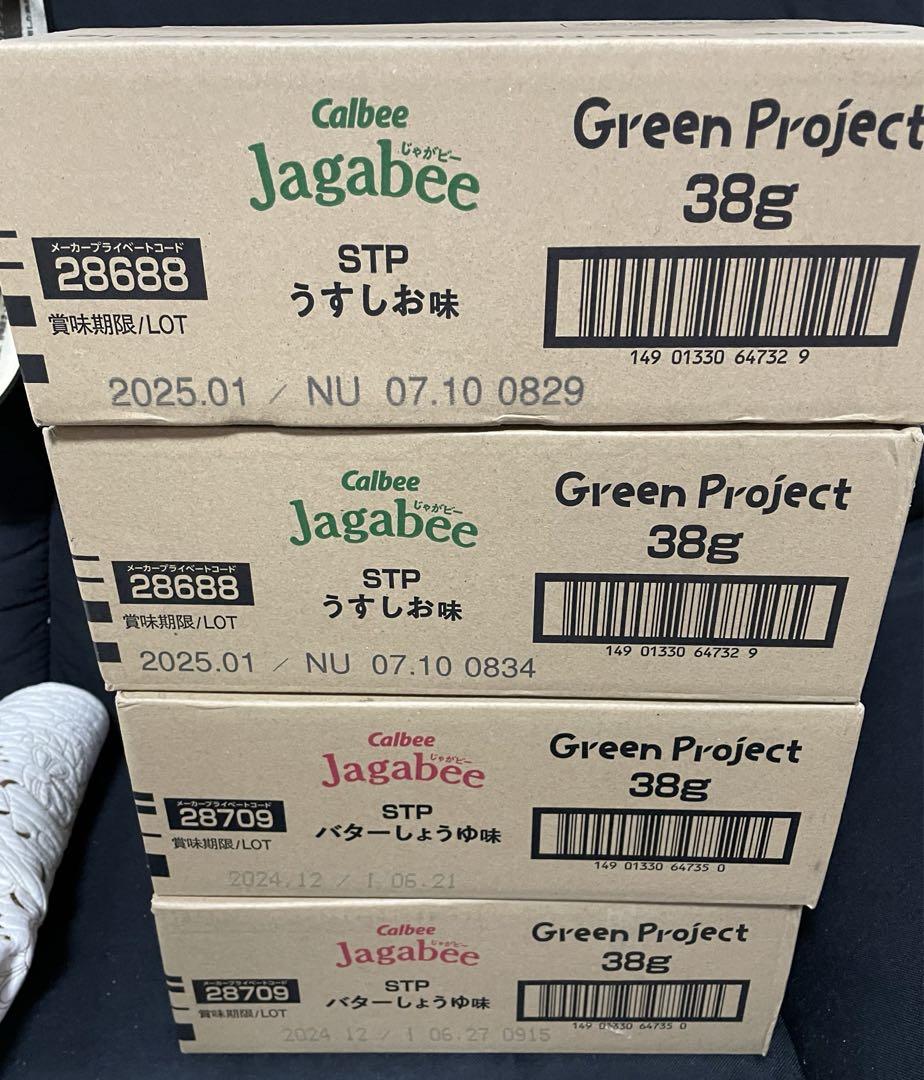 Calbee
Jagabee
じゃがビー
Green Project
38g
メーカープライベートコード
28688
STP
うすしお味
賞味期限/LOT
149 01330 64732 9
2025.01 / NU 07.10 0829
Calbee
Jagabee
じゃがビー
Green Project
38g
メーカープライベートコード
28688
STP
うすしお味
賞味期限/LOT
149 01330 64732 9
2025.01 / NU 07.10 0834
Calbee
Jagabee
じゃがビー
Green Project
38g
メーカープライベートコード
28709
STP
バターしょうゆ味
賞味期限/LOT
149 01330 64735 0
2024.12 / 1 06.21
Calbee
Jagabee
じゃがビー
Green Project
38g
メーカープライベートコード
28709
STP
バターしょうゆ味
賞味期限/LOT
149 01330 64735 0
2024.12 / 1 06.27 0915